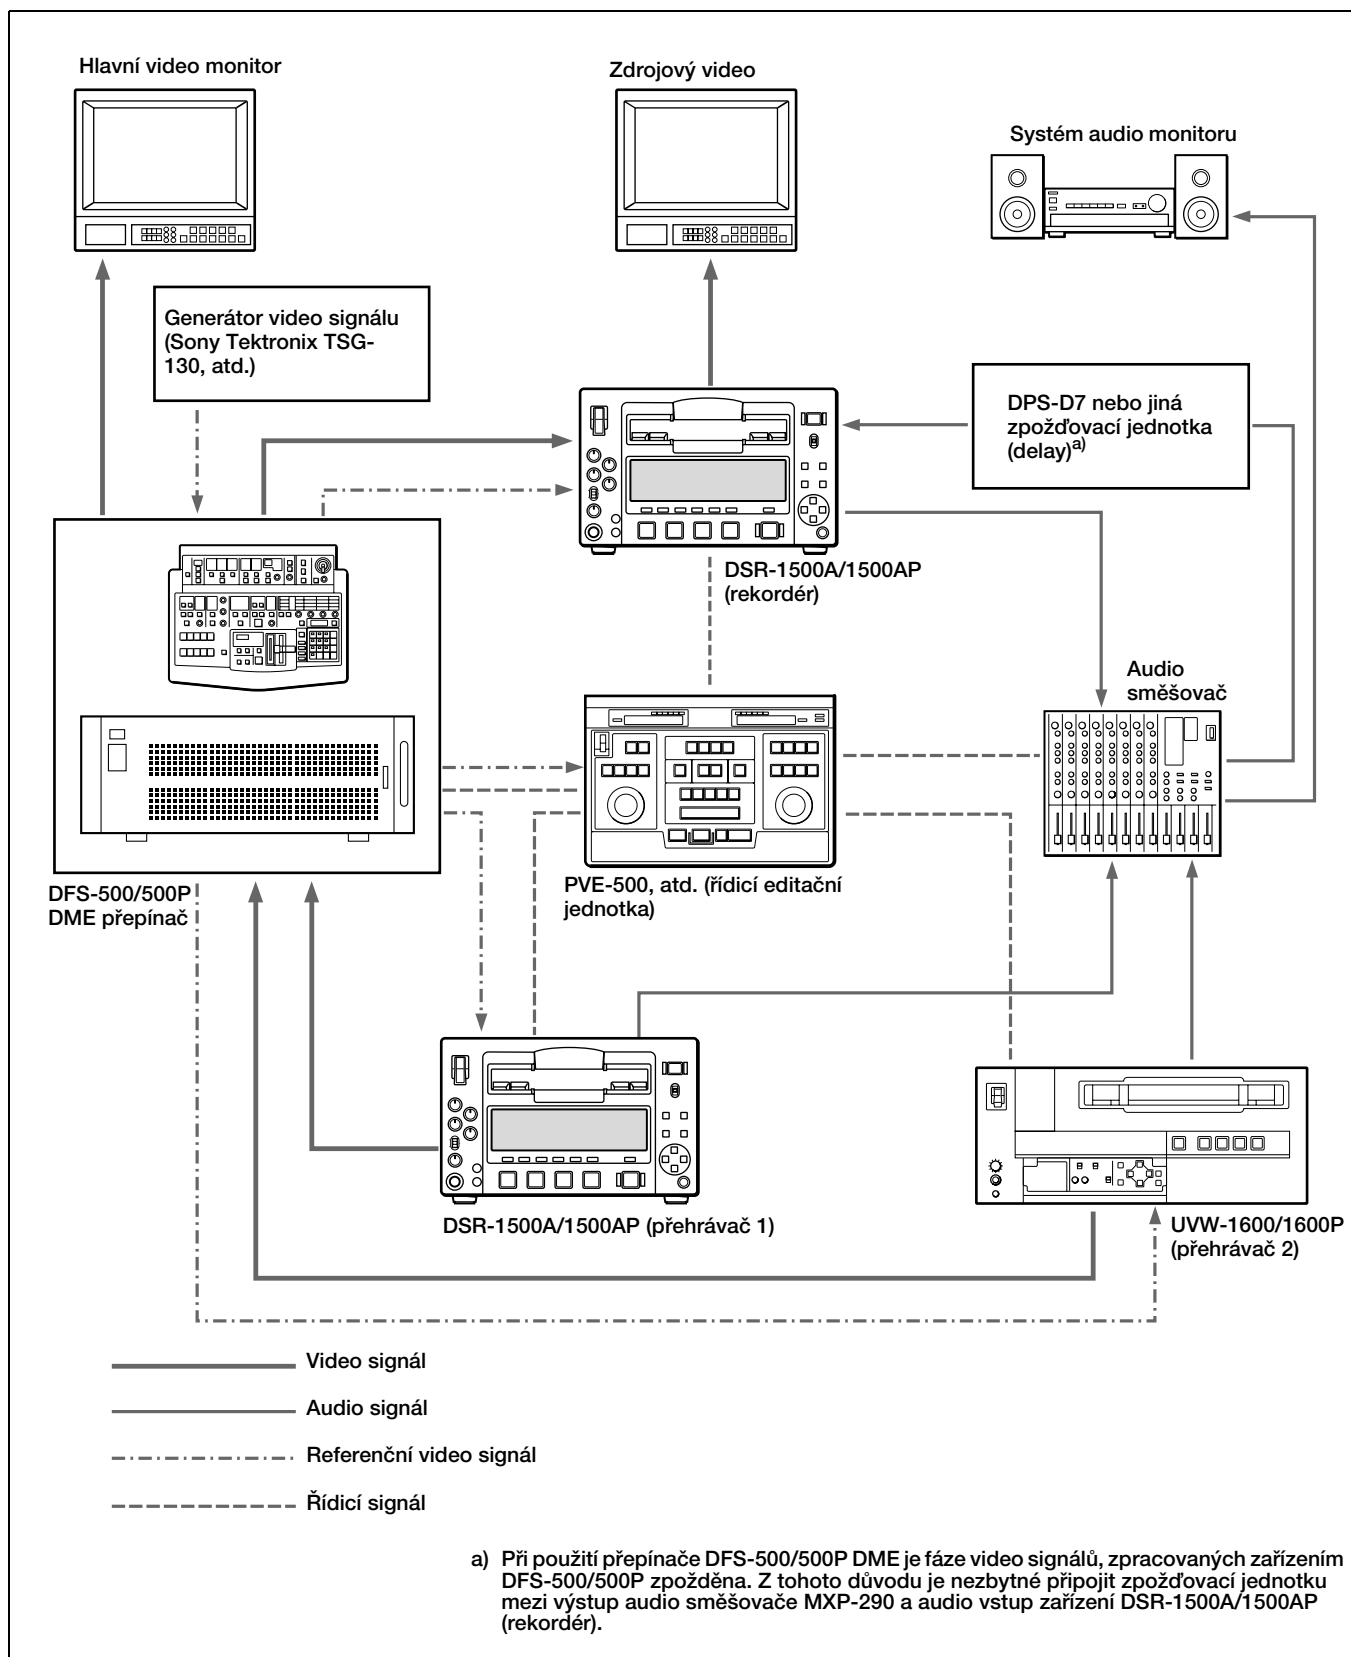 Hlavní video monitor
Zdrojový video
Systém audio monitoru
Generátor video signálu
(Sony Tektronix TSG-
130, atd.)
DPS-D7 nebo jiná
zpožďovací jednotka
(delay)a)
DSR-1500A/1500AP
(rekordér)
Audio
směšovač
DFS-500/500P
DME přepínač
PVE-500, atd. (řídicí editační
jednotka)
DSR-1500A/1500AP (přehrávač 1)
UVW-1600/1600P
(přehrávač 2)
Video signál
Audio signál
Referenční video signál
Řídicí signál
a) Při použití přepínače DFS-500/500P DME je fáze video signálů, zpracovaných zařízením
DFS-500/500P zpožděna. Z tohoto důvodu je nezbytné připojit zpožďovací jednotku
mezi výstup audio směšovače MXP-290 a audio vstup zařízení DSR-1500A/1500AP
(rekordér).